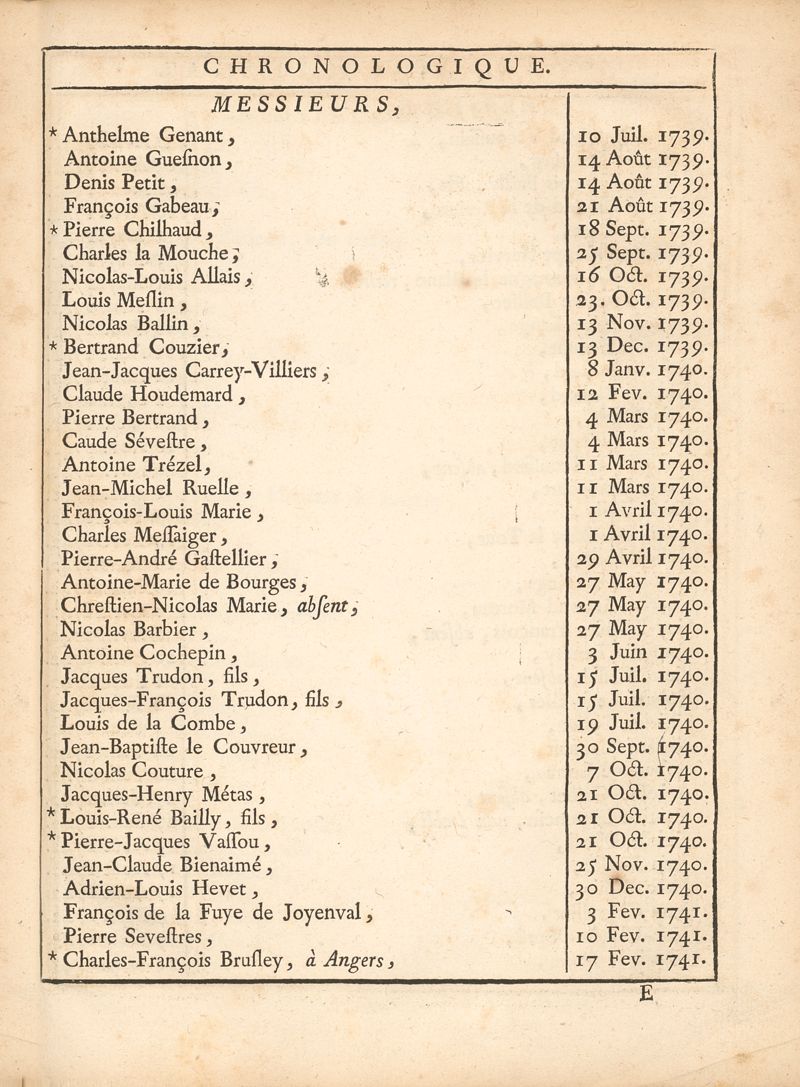 CHRONOLOGIQUE.
MESSIEURS,
* Anthelme Genant, 10 Juil. 1739.
Antoine Gueſnon, 14 Août 1739.
Denis Petit, 14 Août 1739.
François Gabeau, 21 Août 1739.
* Pierre Chilhaud, 18 Sept. 1739.
Charles la Mouche, 25 Sept. 1739.
Nicolas-Louis Allais, 16 Oct. 1739.
Louis Meſlin, 23. Oct. 1739.
Nicolas Ballin, 13 Nov. 1739.
* Bertrand Couzier, 13 Dec. 1739.
Jean-Jacques Carrey-Villiers, 8 Janv. 1740.
Claude Houdemard, 12 Fev. 1740.
Pierre Bertrand, 4 Mars 1740.
Caude Séveſtre, 4 Mars 1740.
Antoine Trézel, 11 Mars 1740.
Jean-Michel Ruelle, 11 Mars 1740.
François-Louis Marie, 1 Avril 1740.
Charles Meſſaiger, 1 Avril 1740.
Pierre-André Gaſtellier, 29 Avril 1740.
Antoine-Marie de Bourges, 27 May 1740.
Chreſtien-Nicolas Marie, abſent, 27 May 1740.
Nicolas Barbier, 27 May 1740.
Antoine Cochepin, 3 Juin 1740.
Jacques Trudon, fils, 15 Juil. 1740.
Jacques-François Trudon, fils, 15 Juil. 1740.
Louis de la Combe, 19 Juil. 1740.
Jean-Baptiſte le Couvreur, 30 Sept. 1740.
Nicolas Couture, 7 Oct. 1740.
Jacques-Henry Métas, 21 Oct. 1740.
* Louis-René Bailly, fils, 21 Oct. 1740.
* Pierre-Jacques Vaſſou, 21 Oct. 1740.
Jean-Claude Bienaimé, 25 Nov. 1740.
Adrien-Louis Hevet, 30 Dec. 1740.
François de la Fuye de Joyenval, 3 Fev. 1741.
Pierre Seveſtres, 10 Fev. 1741.
* Charles-François Bruſley, à Angers, 17 Fev. 1741.
E